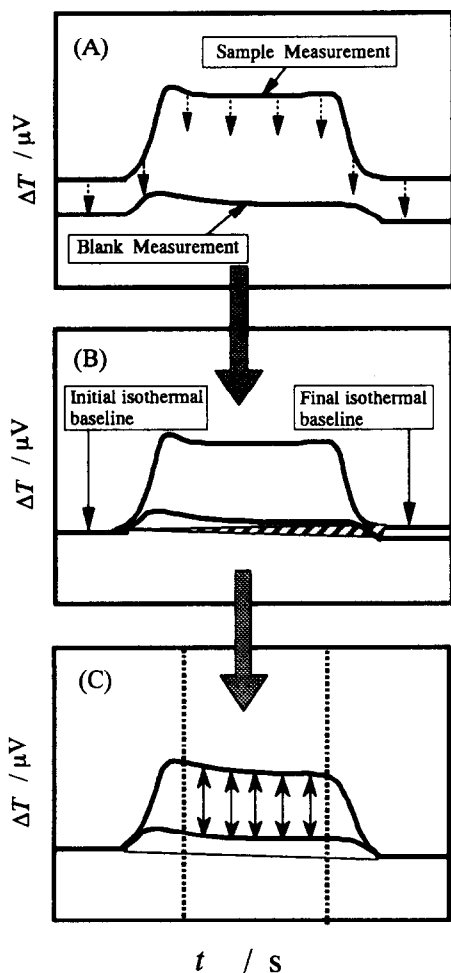 (A)
Sample Measurement
ΔT / μV
Blank Measurement
(B)
Initial isothermal
baseline
Final isothermal
baseline
ΔT / μV
(C)
ΔT / μV
t / s